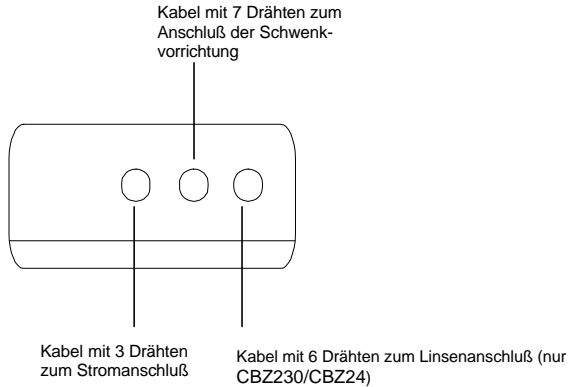 Kabel mit 7 Drähten zum
Anschluß der Schwenk-
vorrichtung
Kabel mit 3 Drähten
zum Stromanschluß
Kabel mit 6 Drähten zum Linsenanschluß (nur
CBZ230/CBZ24)